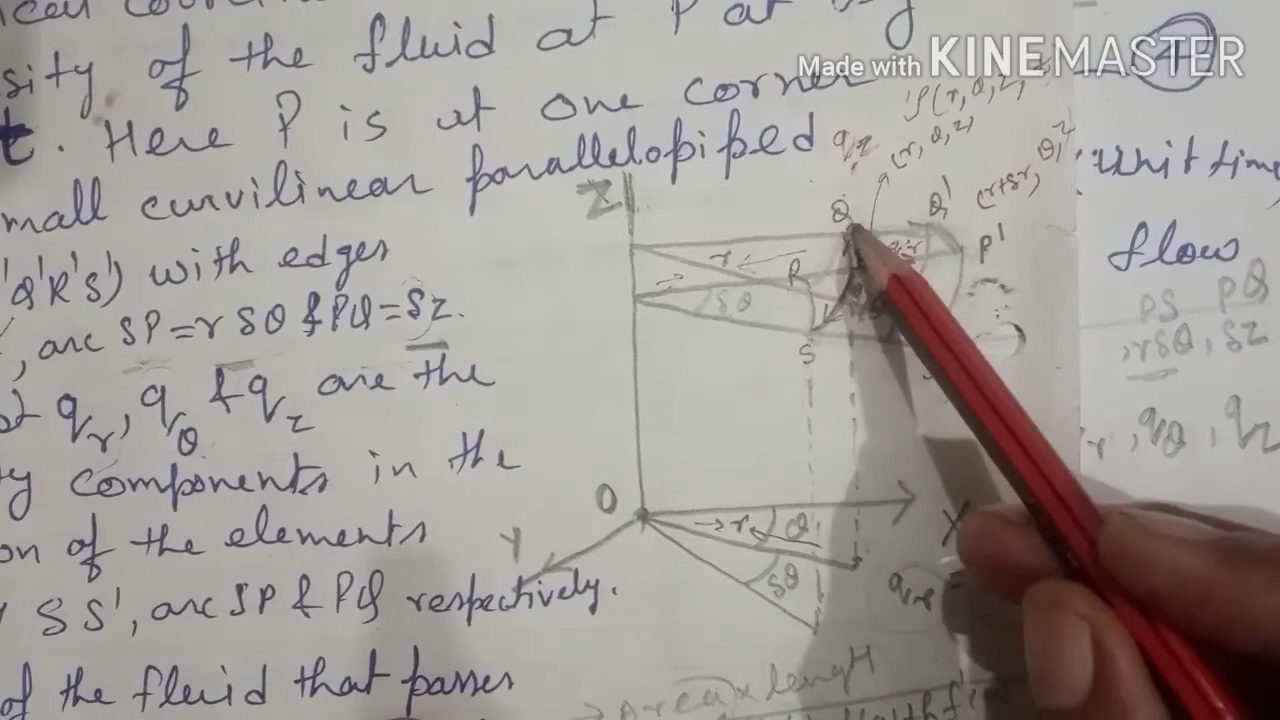 sity of the fluid at P at
Made with KINEMASTER
4
t. Here P is at one corner
mall curvilinear parallelopiped
'Q'R'S') with edges
, arc SP = r δθ & PQ = δz.
qr, qθ & qz are the
components in the
on of the elements
SS', arc SP & PQ respectively.
of the fluid that passes
Z
qz
(r, θ, z)
Q
Q'
(r+δr, θ, z)
P'
r
R
δθ
S
O
X
Y
r
θ
δθ
Area × length
unit time
flow
PS PQ
rδθ, δz
r, qθ, qz